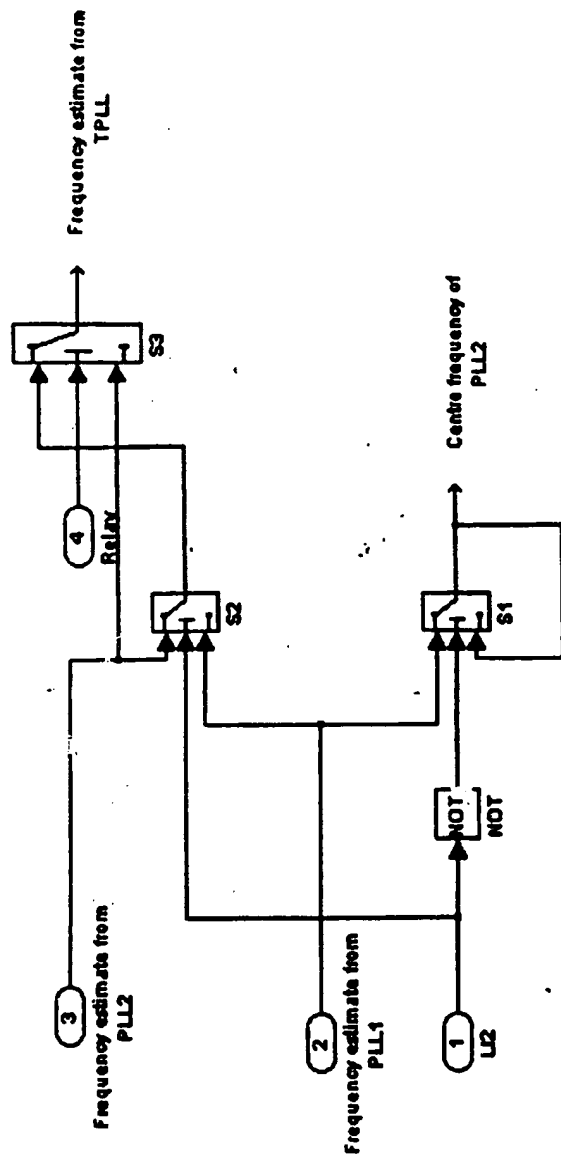 3
Frequency estimate from
PLL2
2
Frequency estimate from
PLL1
1
LI2
NOT
NOT
4
Relay
S2
S1
S3
Frequency estimate from
TPLL
Centre frequency of
PLL2